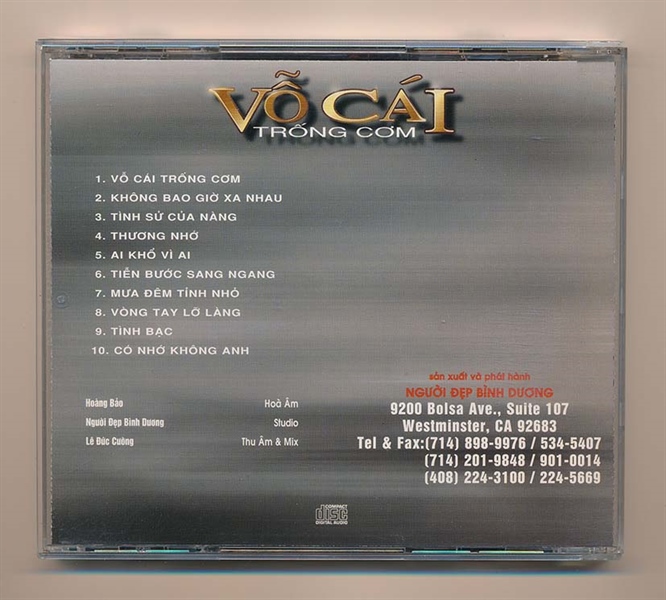 VỖ CÁI
TRỐNG CƠM
1. VỖ CÁI TRỐNG CƠM
2. KHÔNG BAO GIỜ XA NHAU
3. TÌNH SỬ CỦA NÀNG
4. THƯƠNG NHỚ
5. AI KHỔ VÌ AI
6. TIỄN BƯỚC SANG NGANG
7. MƯA ĐÊM TỈNH NHỎ
8. VÒNG TAY LỠ LÀNG
9. TÌNH BẠC
10. CÓ NHỚ KHÔNG ANH
Hoàng Bảo Hoà Âm
Người Đẹp Bình Dương Studio
Lê Đức Cường Thu Âm & Mix
sản xuất và phát hành
NGƯỜI ĐẸP BÌNH DƯƠNG
9200 Bolsa Ave., Suite 107
Westminster, CA 92683
Tel & Fax:(714) 898-9976 / 534-5407
(714) 201-9848 / 901-0014
(408) 224-3100 / 224-5669
COMPACT
disc
DIGITAL AUDIO